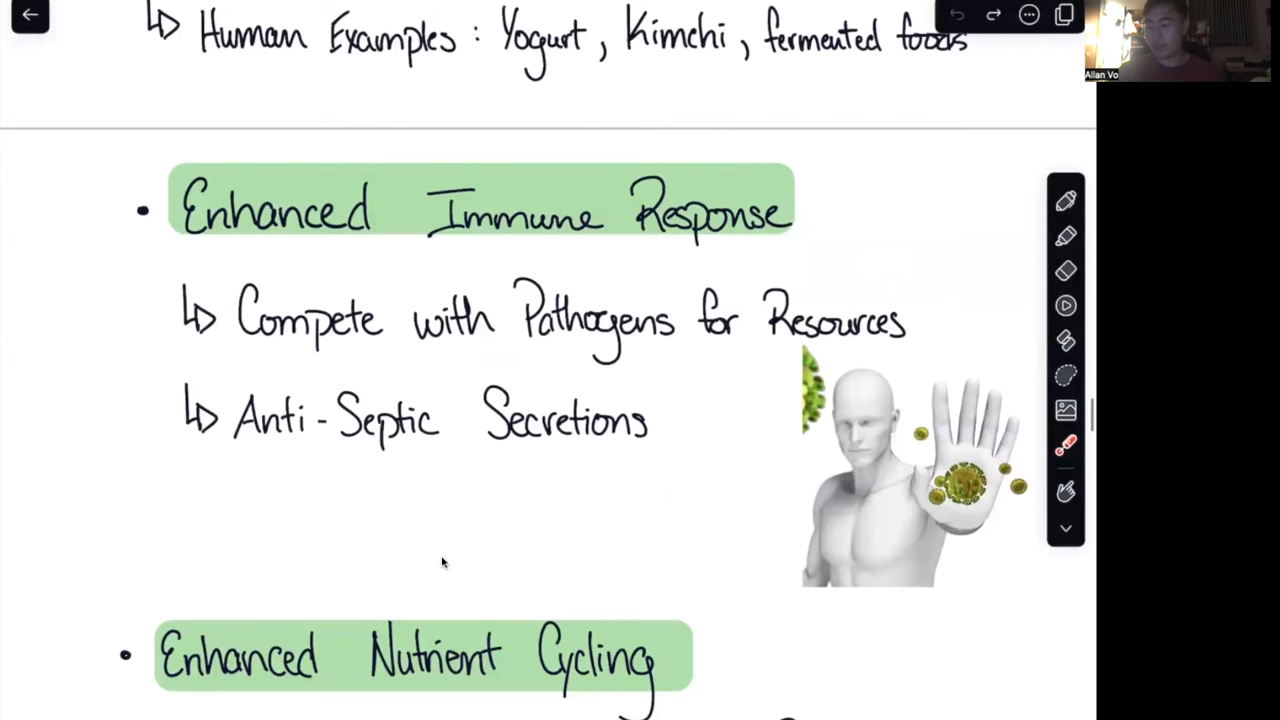 ↳ Human Examples : Yogurt, Kimchi, fermented foods
Allan Vo
• Enhanced Immune Response
↳ Compete with Pathogens for Resources
↳ Anti-Septic Secretions
• Enhanced Nutrient Cycling